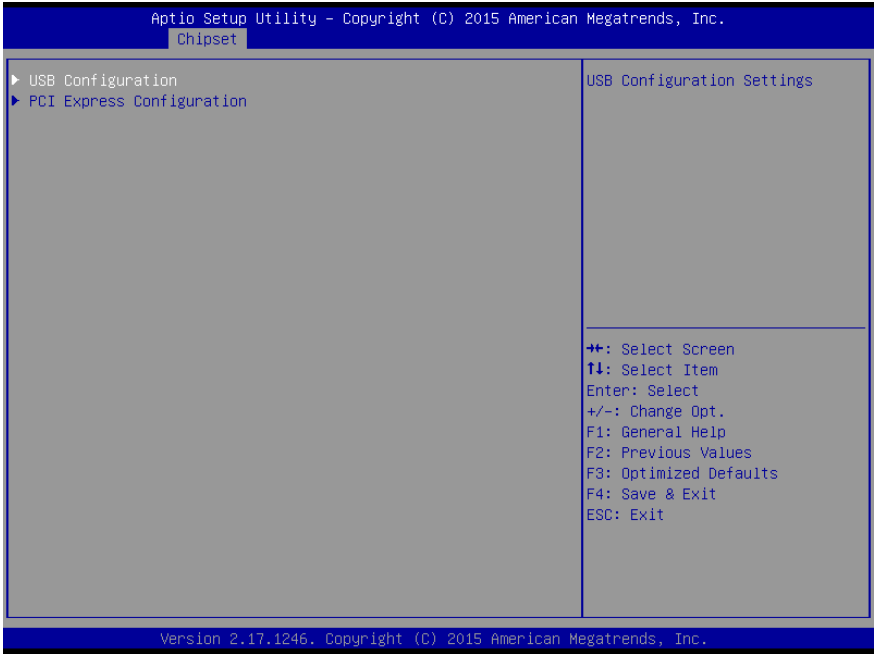 Aptio Setup Utility – Copyright (C) 2015 American Megatrends, Inc.
Chipset
▶ USB Configuration
▶ PCI Express Configuration
USB Configuration Settings
→←: Select Screen
↑↓: Select Item
Enter: Select
+/-: Change Opt.
F1: General Help
F2: Previous Values
F3: Optimized Defaults
F4: Save & Exit
ESC: Exit
Version 2.17.1246. Copyright (C) 2015 American Megatrends, Inc.